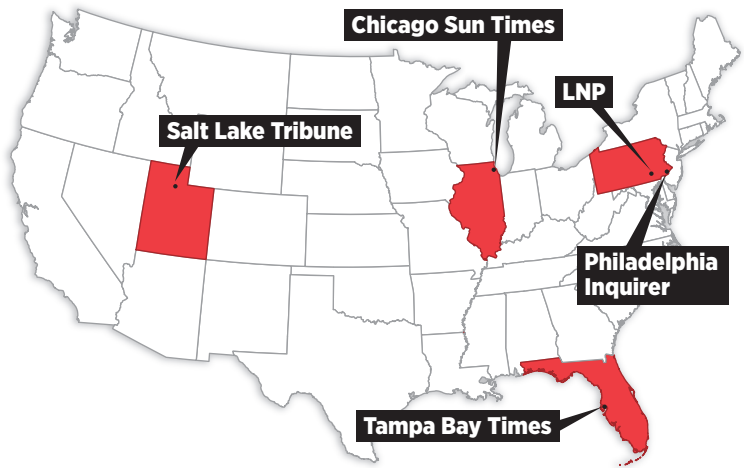 Chicago Sun Times
LNP
Salt Lake Tribune
Philadelphia
Inquirer
Tampa Bay Times